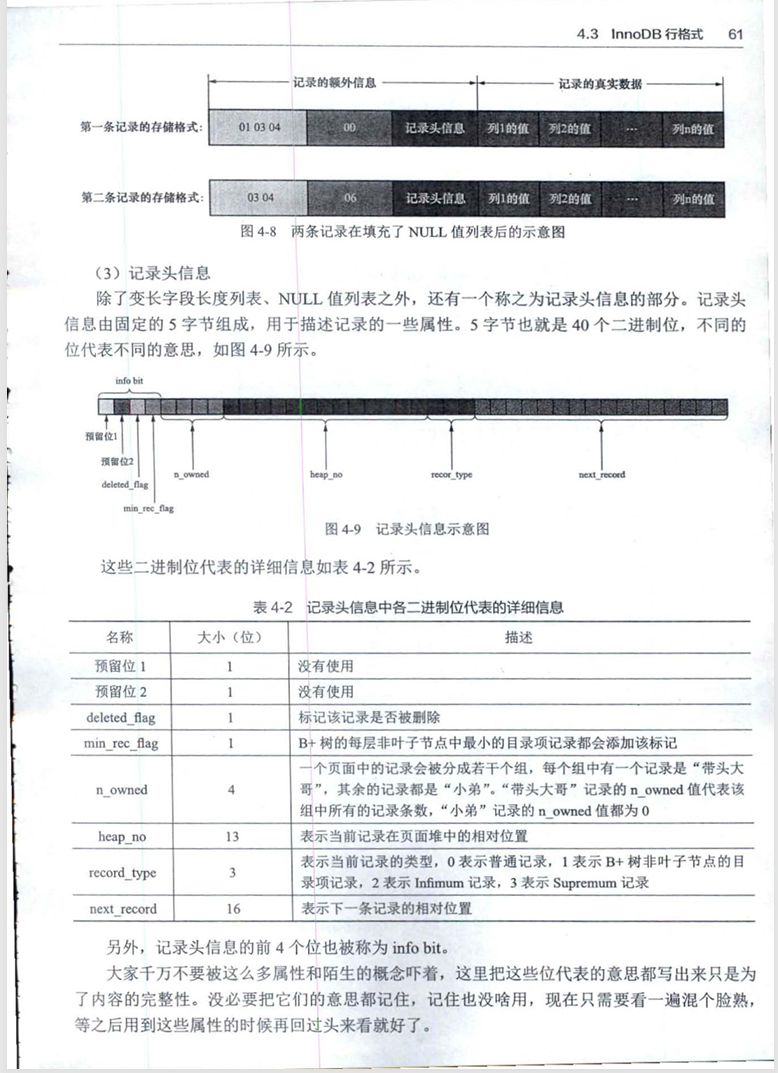 4.3 InnoDB 行格式 61
记录的额外信息 记录的真实数据
第一条记录的存储格式: 01 03 04 00 记录头信息 列1的值 列2的值 ... 列n的值
第二条记录的存储格式: 03 04 06 记录头信息 列1的值 列2的值 ... 列n的值
图 4-8 两条记录在填充了 NULL 值列表后的示意图
（3）记录头信息
除了变长字段长度列表、NULL 值列表之外，还有一个称之为记录头信息的部分。记录头
信息由固定的 5 字节组成，用于描述记录的一些属性。5 字节也就是 40 个二进制位，不同的
位代表不同的意思，如图 4-9 所示。
info bit
预留位1
预留位2
deleted_flag
min_rec_flag
n_owned
heap_no
recor_type
next_record
图 4-9 记录头信息示意图
这些二进制位代表的详细信息如表 4-2 所示。
表 4-2 记录头信息中各二进制位代表的详细信息
名称 大小（位） 描述
预留位 1 1 没有使用
预留位 2 1 没有使用
deleted_flag 1 标记该记录是否被删除
min_rec_flag 1 B+ 树的每层非叶子节点中最小的目录项记录都会添加该标记
一个页面中的记录会被分成若干个组，每个组中有一个记录是“带头大
n_owned 4 哥”，其余的记录都是“小弟”。“带头大哥”记录的 n_owned 值代表该
组中所有的记录条数，“小弟”记录的 n_owned 值都为 0
heap_no 13 表示当前记录在页面堆中的相对位置
record_type 3 表示当前记录的类型，0 表示普通记录，1 表示 B+ 树非叶子节点的目
录项记录，2 表示 Infimum 记录，3 表示 Supremum 记录
next_record 16 表示下一条记录的相对位置
另外，记录头信息的前 4 个位也被称为 info bit。
大家千万不要被这么多属性和陌生的概念吓着，这里把这些位代表的意思都写出来只是为
了内容的完整性。没必要把它们的意思都记住，记住也没啥用，现在只需要看一遍混个脸熟，
等之后用到这些属性的时候再回过头来看就好了。